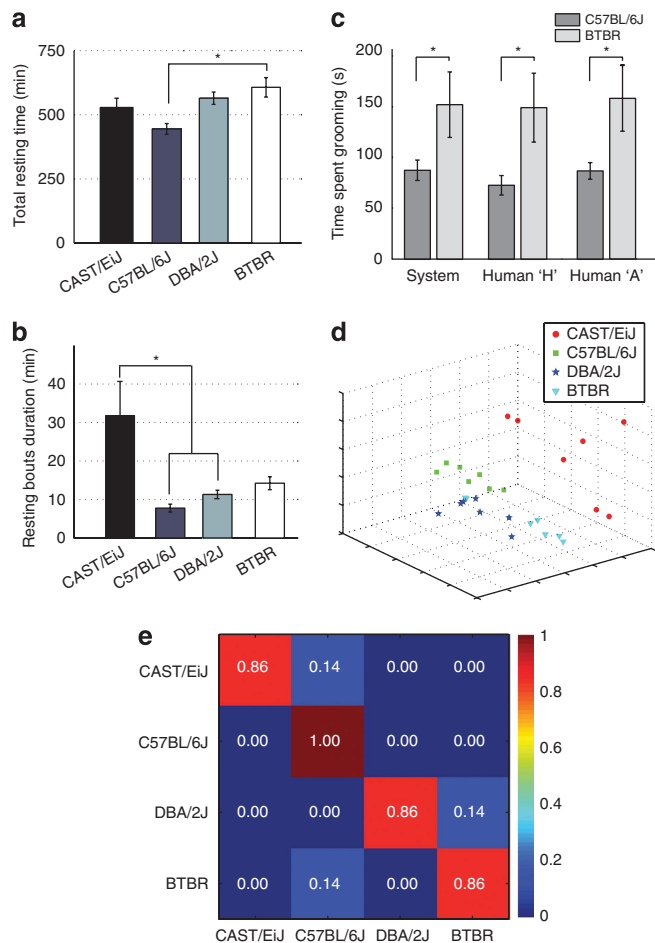 a
Total resting time (min)
750
500
250
0
*
CAST/EiJ
C57BL/6J
DBA/2J
BTBR
c
C57BL/6J
BTBR
Time spent grooming (s)
200
150
100
50
0
*
*
*
System
Human ‘H’
Human ‘A’
b
Resting bouts duration (min)
40
30
20
10
0
*
CAST/EiJ
C57BL/6J
DBA/2J
BTBR
d
CAST/EiJ
C57BL/6J
DBA/2J
BTBR
e
CAST/EiJ
0.86 0.14 0.00 0.00
C57BL/6J
0.00 1.00 0.00 0.00
DBA/2J
0.00 0.00 0.86 0.14
BTBR
0.00 0.14 0.00 0.86
CAST/EiJ C57BL/6J DBA/2J BTBR
1
0.8
0.6
0.4
0.2
0